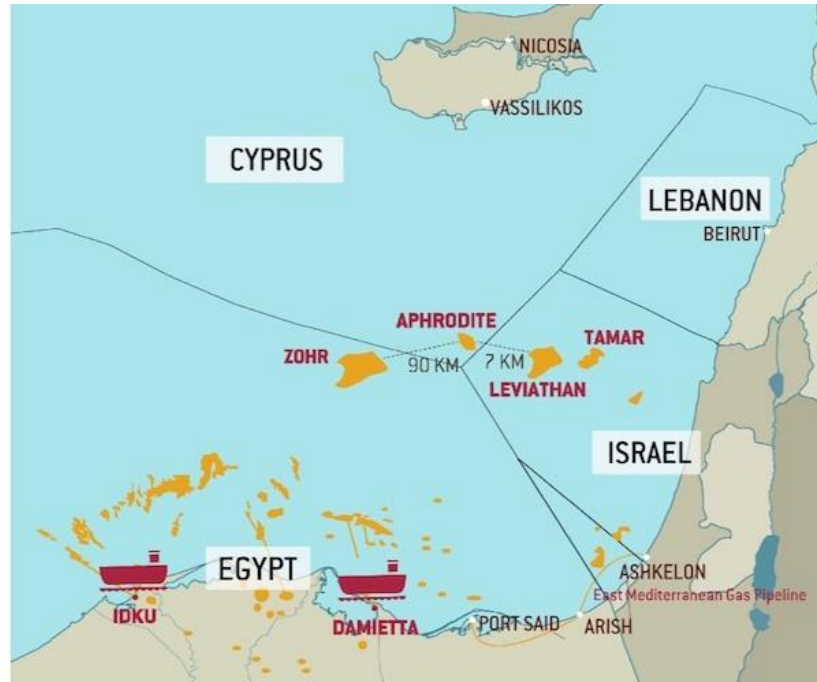 NICOSIA
VASSILIKOS
CYPRUS
LEBANON
BEIRUT
APHRODITE
ZOHR
TAMAR
90 KM
7 KM
LEVIATHAN
ISRAEL
EGYPT
ASHKELON
East Mediterranean Gas Pipeline
IDKU
DAMIETTA
PORT SAID
ARISH